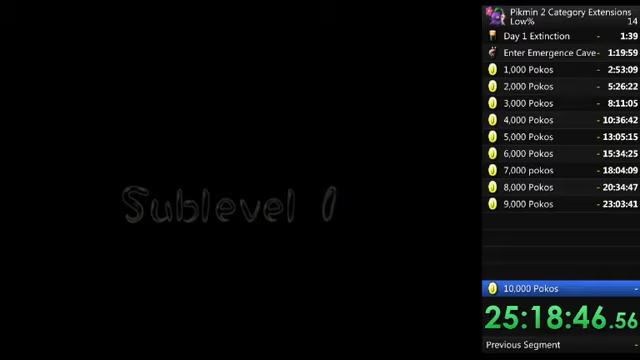 Pikmin 2 Category Extensions
Low% 14
Day 1 Extinction - 1:39
Enter Emergence Cave - 1:19:59
1,000 Pokos - 2:53:09
2,000 Pokos - 5:26:22
3,000 Pokos - 8:11:05
4,000 Pokos - 10:36:42
5,000 Pokos - 13:05:15
6,000 Pokos - 15:34:25
7,000 pokos - 18:04:09
8,000 Pokos - 20:34:47
9,000 Pokos - 23:03:41
Sublevel 1
10,000 Pokos -
25:18:46.56
Previous Segment -